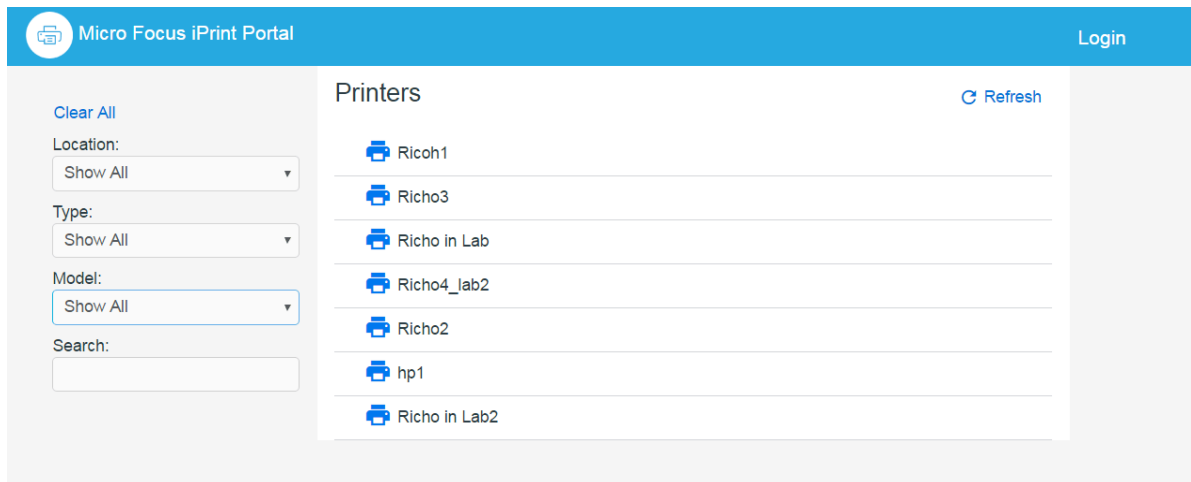 Micro Focus iPrint Portal
Login
Clear All
Location:
Show All
Type:
Show All
Model:
Show All
Search:
Printers
Refresh
Ricoh1
Richo3
Richo in Lab
Richo4_lab2
Richo2
hp1
Richo in Lab2